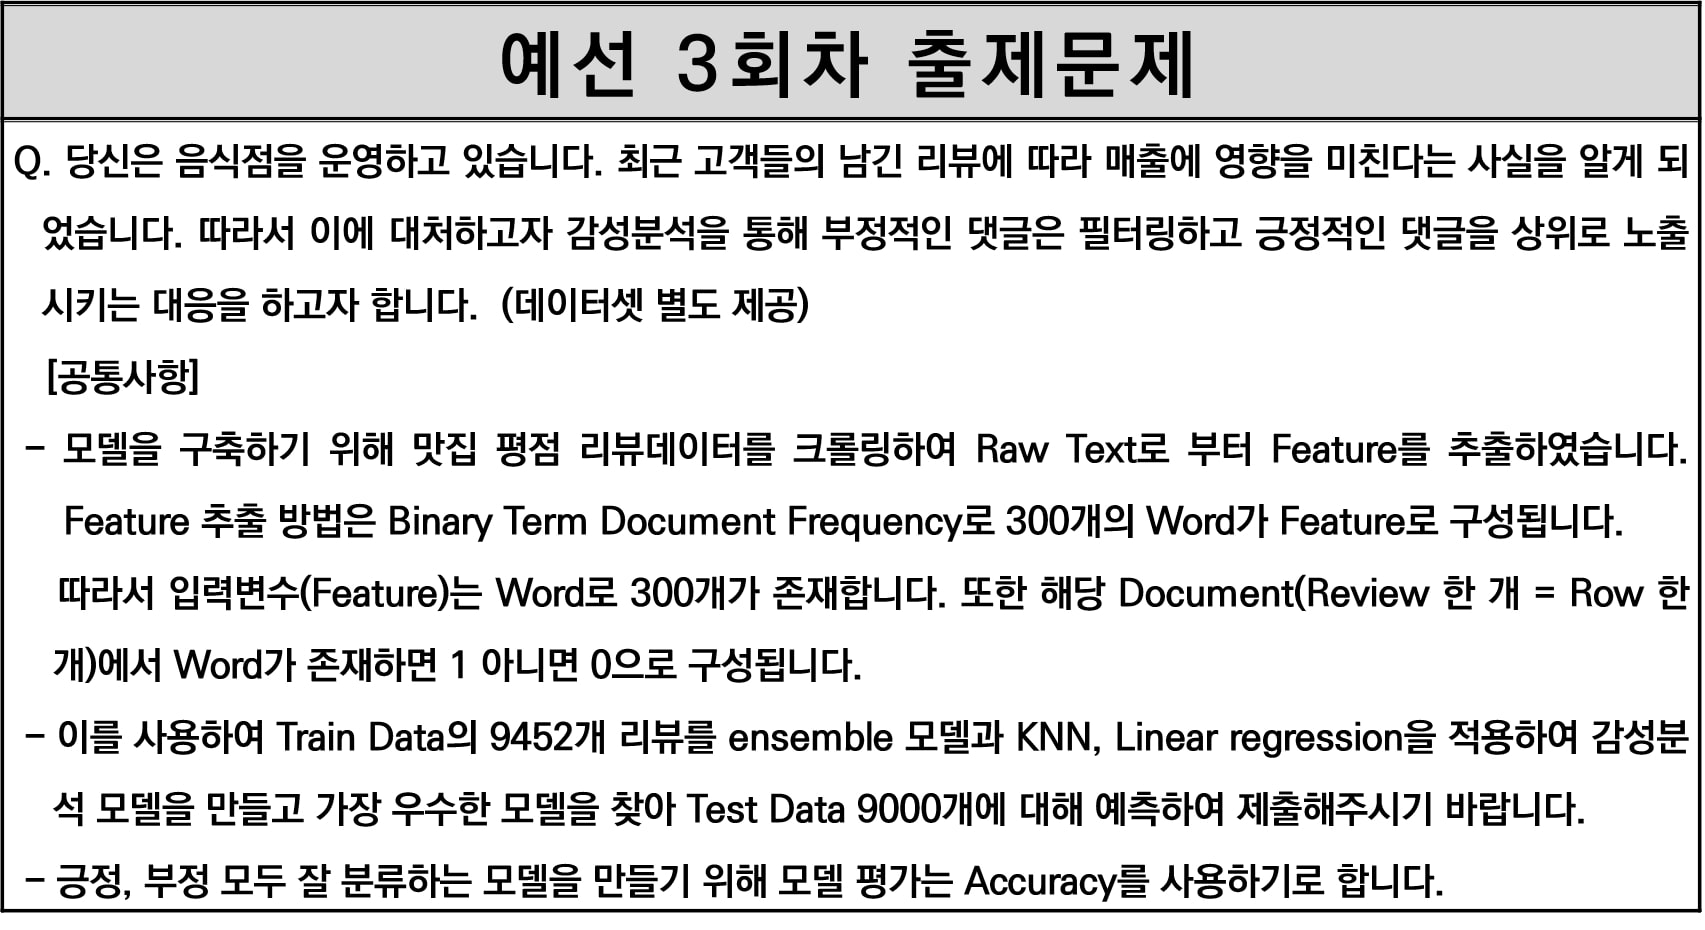 예선 3회차 출제문제
Q. 당신은 음식점을 운영하고 있습니다. 최근 고객들의 남긴 리뷰에 따라 매출에 영향을 미친다는 사실을 알게 되
었습니다. 따라서 이에 대처하고자 감성분석을 통해 부정적인 댓글은 필터링하고 긍정적인 댓글을 상위로 노출
시키는 대응을 하고자 합니다. (데이터셋 별도 제공)
[공통사항]
- 모델을 구축하기 위해 맛집 평점 리뷰데이터를 크롤링하여 Raw Text로 부터 Feature를 추출하였습니다.
Feature 추출 방법은 Binary Term Document Frequency로 300개의 Word가 Feature로 구성됩니다.
따라서 입력변수(Feature)는 Word로 300개가 존재합니다. 또한 해당 Document(Review 한 개 = Row 한
개)에서 Word가 존재하면 1 아니면 0으로 구성됩니다.
- 이를 사용하여 Train Data의 9452개 리뷰를 ensemble 모델과 KNN, Linear regression을 적용하여 감성분
석 모델을 만들고 가장 우수한 모델을 찾아 Test Data 9000개에 대해 예측하여 제출해주시기 바랍니다.
- 긍정, 부정 모두 잘 분류하는 모델을 만들기 위해 모델 평가는 Accuracy를 사용하기로 합니다.